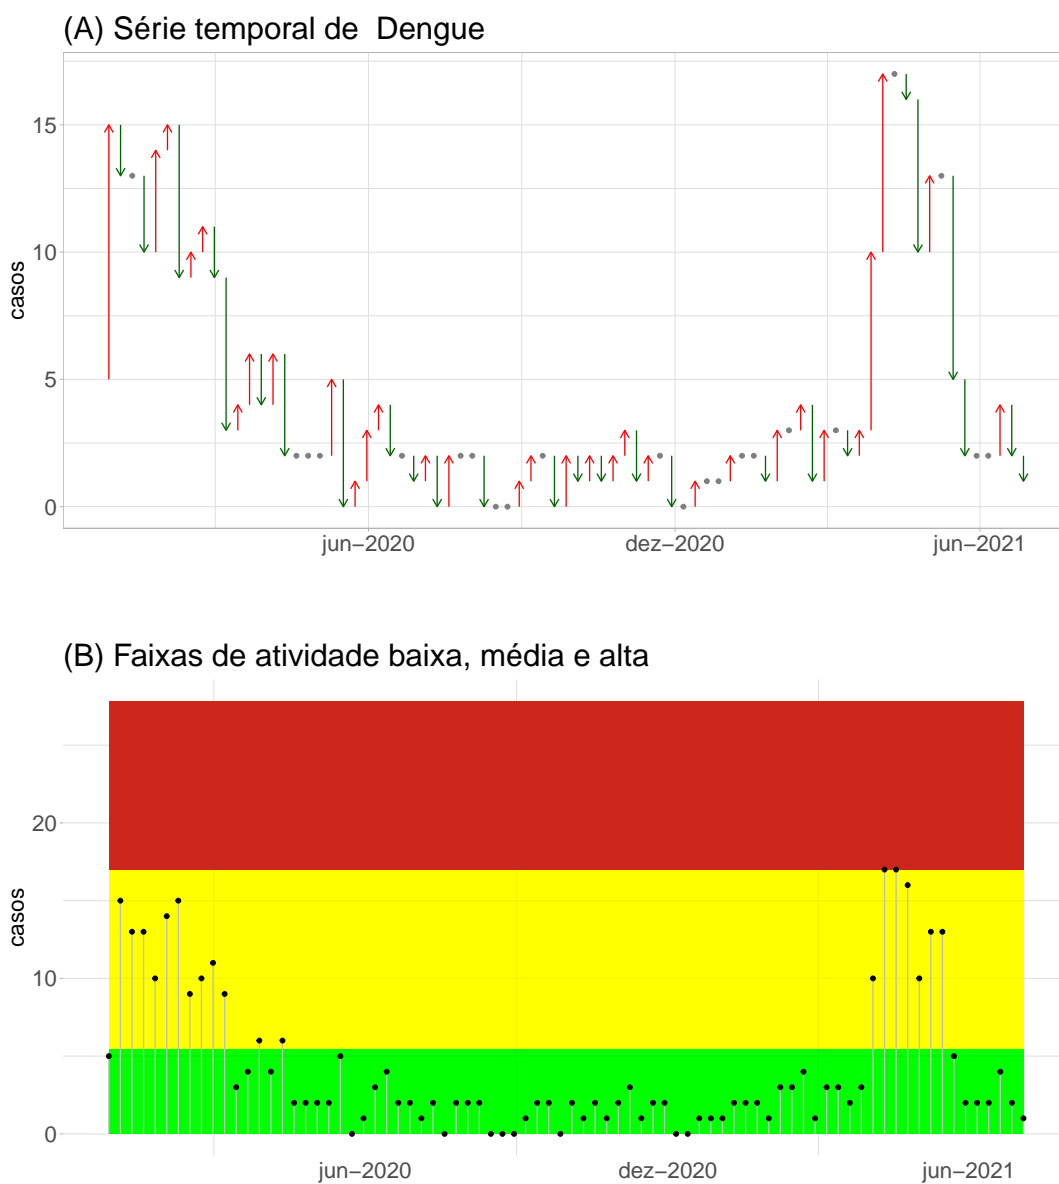 (A) Série temporal de  Dengue
15
10
5
0
casos
jun−2020
dez−2020
jun−2021
(B) Faixas de atividade baixa, média e alta
20
10
0
casos
jun−2020
dez−2020
jun−2021